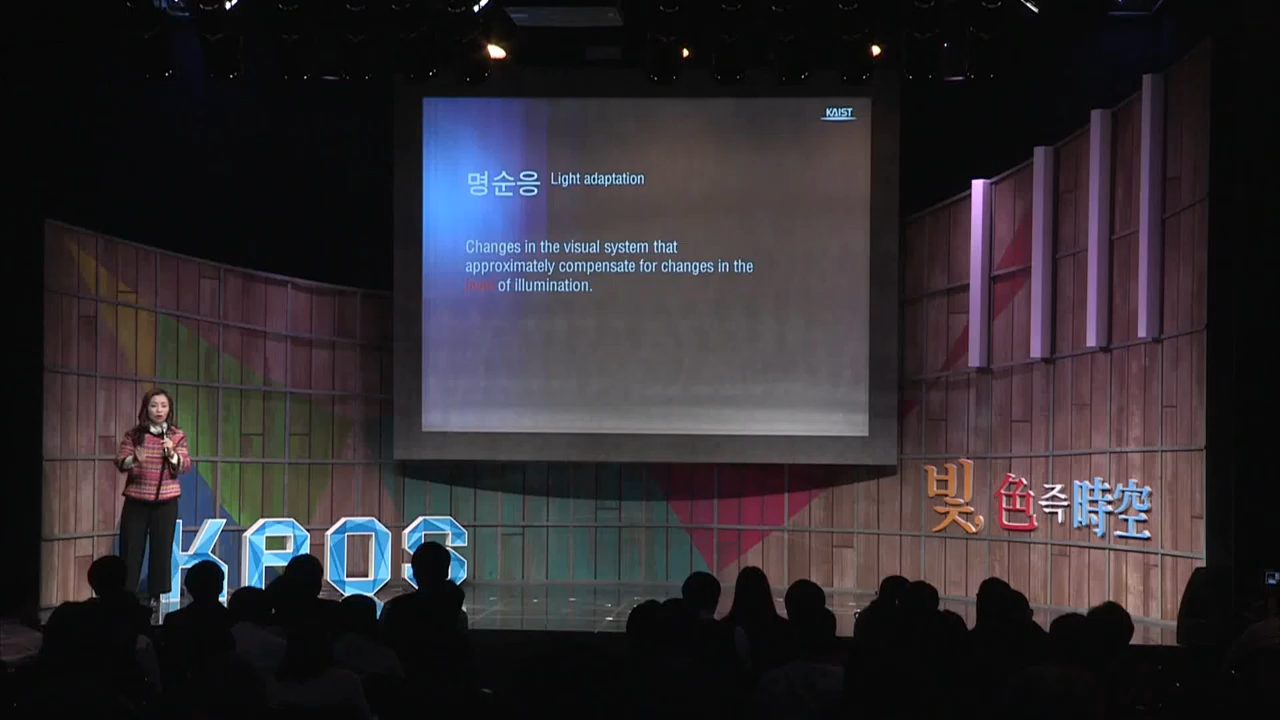 KAIST
명순응 Light adaptation
Changes in the visual system that
approximately compensate for changes in the
of illumination.
빛, 色즉時空
KAOS